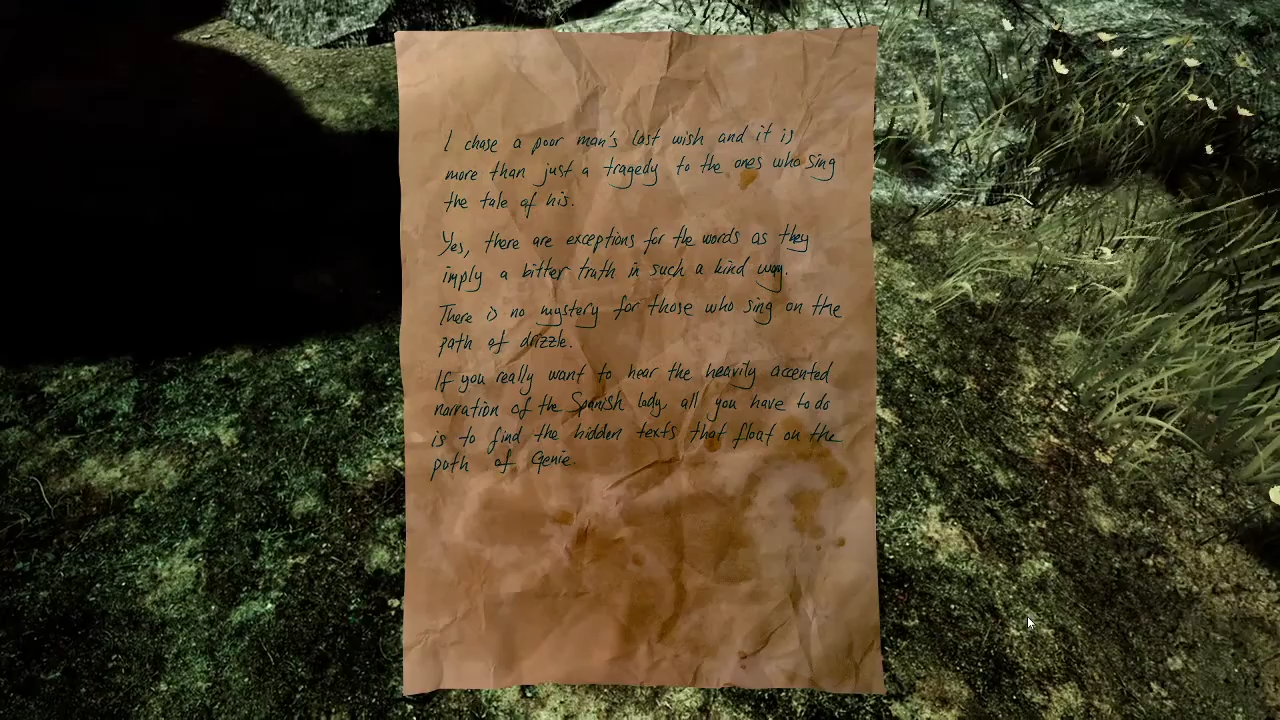 I chase a poor man's last wish and it is
more than just a tragedy to the ones who sing
the tale of his.
Yes, there are exceptions for the words as they
imply a bitter truth in such a kind way.
There is no mystery for those who sing on the
path of drizzle.
If you really want to hear the heavily accented
narration of the Spanish lady, all you have to do
is to find the hidden texts that float on the
path of Genie.